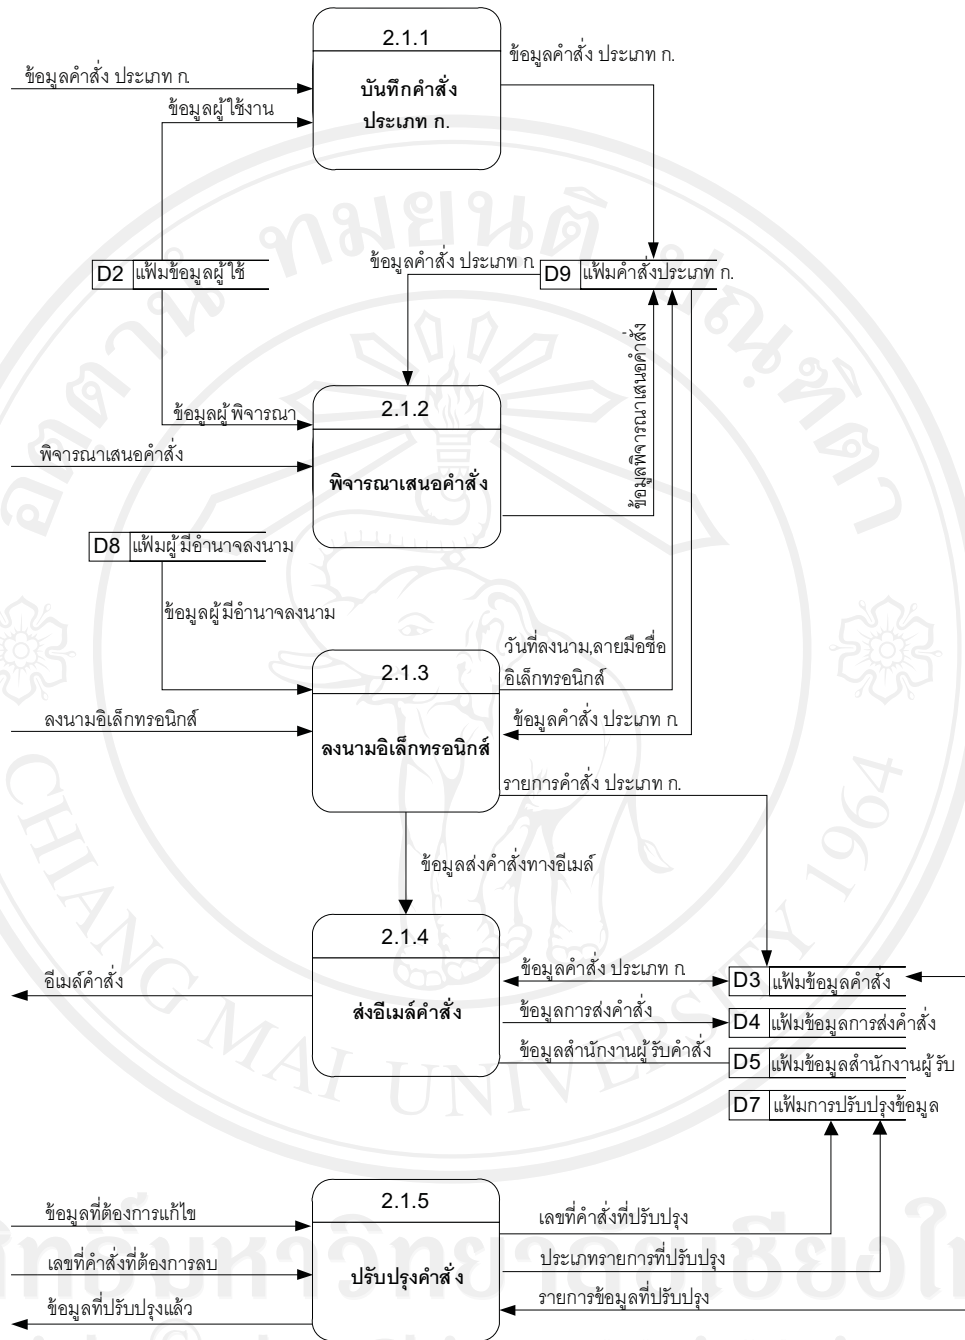 2.1.1
ข้อมูลคำสั่ง ประเภท ก.
ข้อมูลคำสั่ง ประเภท ก.
บันทึกคำสั่ง
ประเภท ก.
ข้อมูลผู้ใช้งาน
D2 แฟ้มข้อมูลผู้ใช้
ข้อมูลคำสั่ง ประเภท ก.
D9 แฟ้มคำสั่งประเภท ก.
ข้อมูลพิจารณาเสนอคำสั่ง
2.1.2
ข้อมูลผู้พิจารณา
พิจารณาเสนอคำสั่ง
พิจารณาเสนอคำสั่ง
D8 แฟ้มผู้มีอำนาจลงนาม
ข้อมูลผู้มีอำนาจลงนาม
วันที่ลงนาม,ลายมือชื่อ
อิเล็กทรอนิกส์
2.1.3
ลงนามอิเล็กทรอนิกส์
ข้อมูลคำสั่ง ประเภท ก.
ลงนามอิเล็กทรอนิกส์
รายการคำสั่ง ประเภท ก.
ข้อมูลส่งคำสั่งทางอีเมล์
2.1.4
อีเมล์คำสั่ง
ส่งอีเมล์คำสั่ง
ข้อมูลคำสั่ง ประเภท ก.
D3 แฟ้มข้อมูลคำสั่ง
ข้อมูลการส่งคำสั่ง
D4 แฟ้มข้อมูลการส่งคำสั่ง
ข้อมูลสำนักงานผู้รับคำสั่ง
D5 แฟ้มข้อมูลสำนักงานผู้รับ
D7 แฟ้มการปรับปรุงข้อมูล
2.1.5
ข้อมูลที่ต้องการแก้ไข
เลขที่คำสั่งที่ปรับปรุง
เลขที่คำสั่งที่ต้องการลบ
ปรับปรุงคำสั่ง
ประเภทรายการที่ปรับปรุง
ข้อมูลที่ปรับปรุงแล้ว
รายการข้อมูลที่ปรับปรุง
CHIANG MAI UNIVERSITY 1964